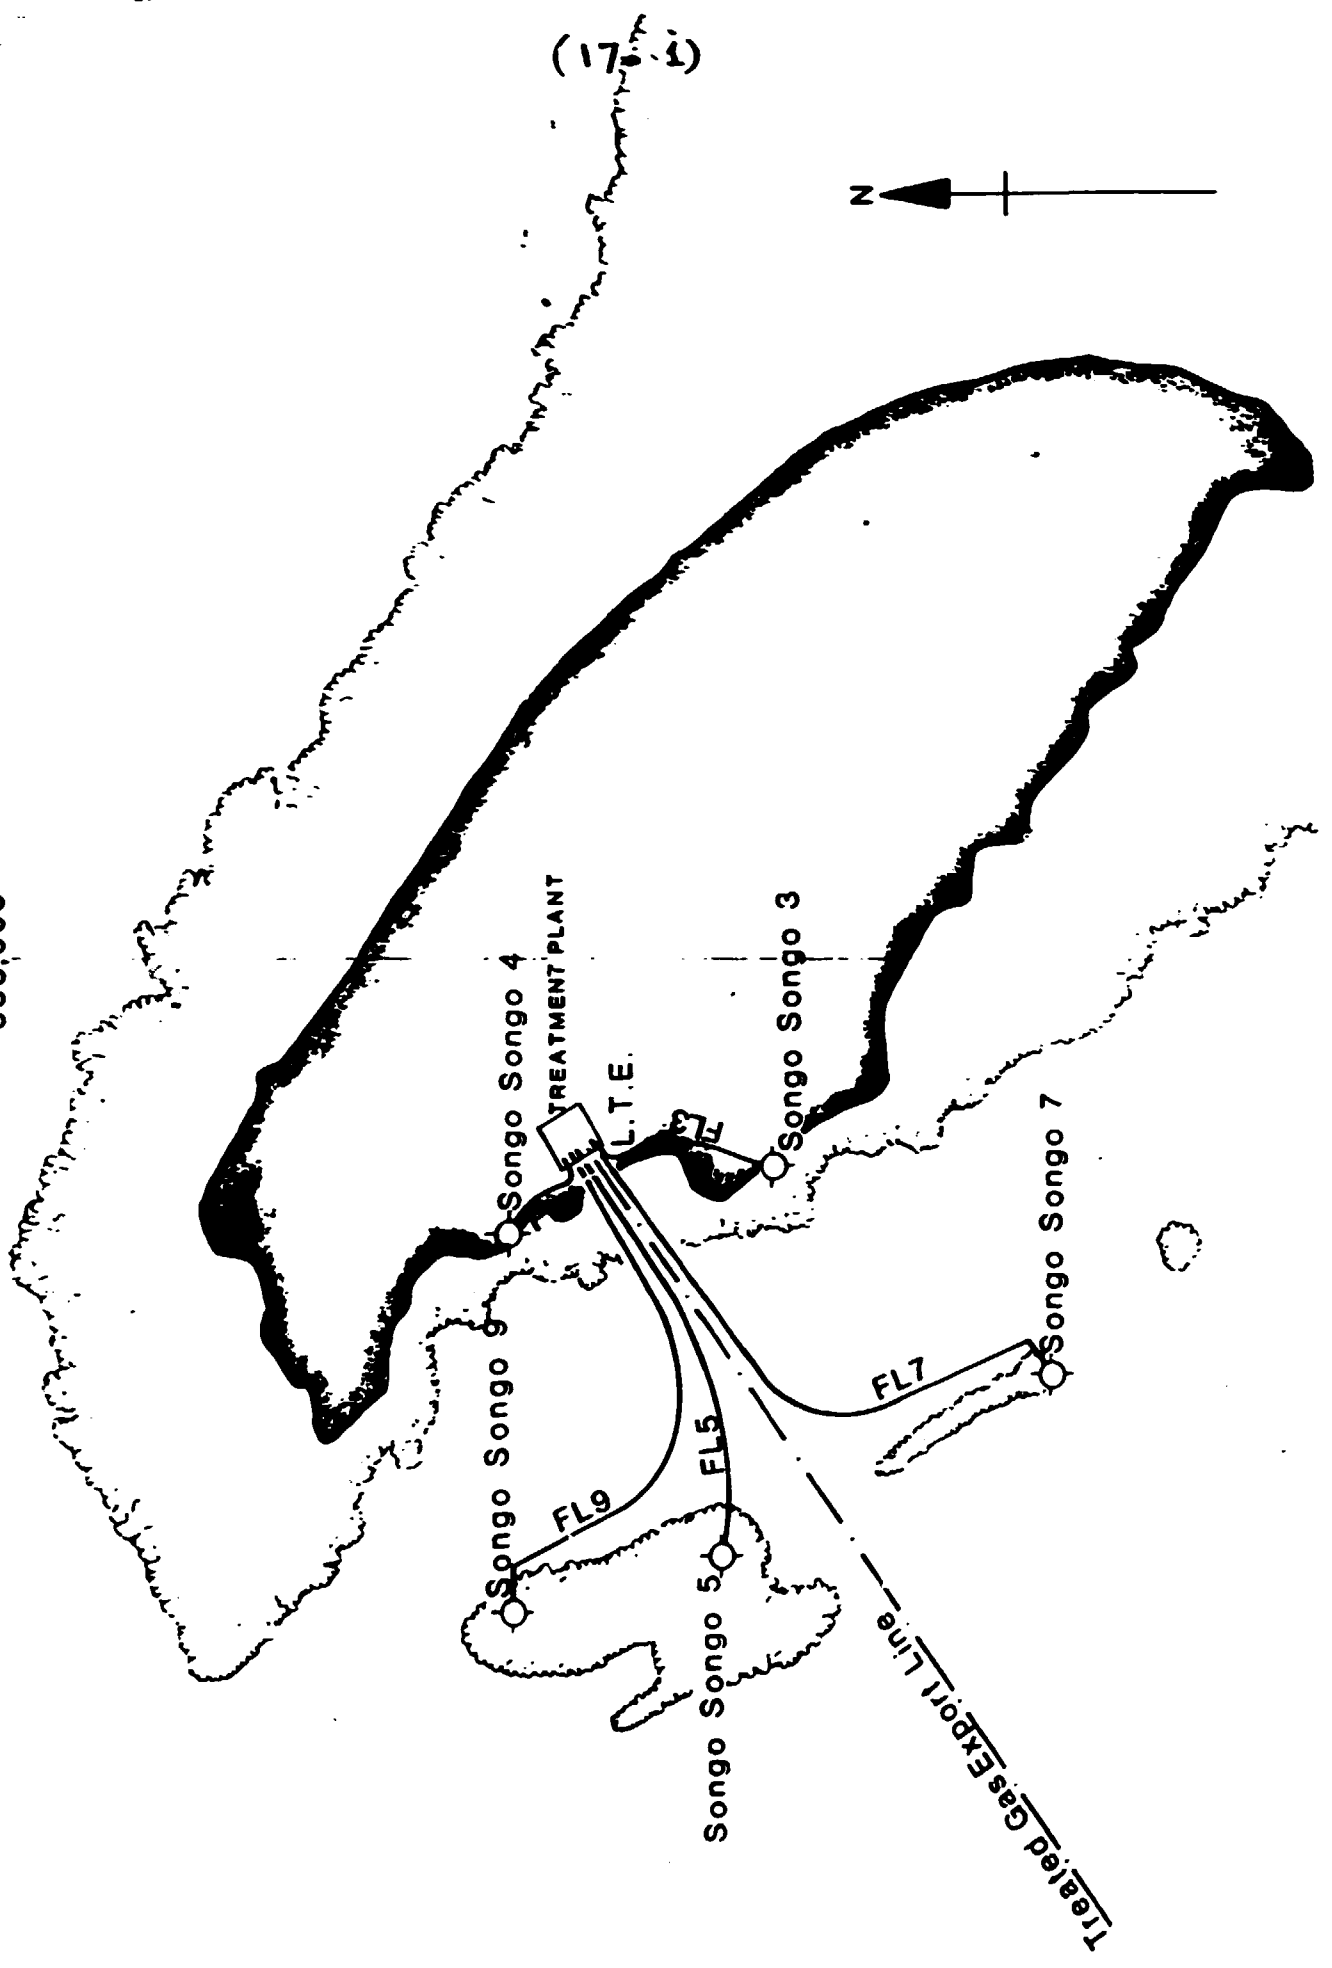 (17. i)
N
Songo Songo 4
TREATMENT PLANT
L.T.E.
FL3
Songo Songo 3
Songo Songo 9
FL9
FL5
Songo Songo 5
FL7
Songo Songo 7
Treated Gas Export Line